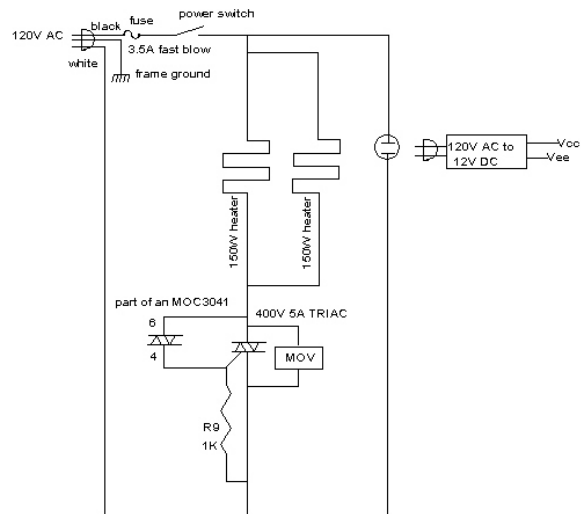 power switch
fuse
black
120V AC
3.5A fast blow
white
frame ground
120V AC to
12V DC
Vcc
Vee
150W heater
150W heater
part of an MOC3041
400V 5A TRIAC
6
4
MOV
R9
1K